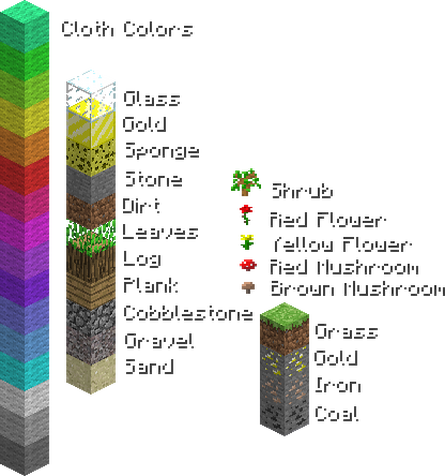 Cloth Colors
Glass
Gold
Sponge
Stone
Dirt
Leaves
Log
Plank
Cobblestone
Gravel
Sand
Shrub
Red Flower
Yellow Flower
Red Mushroom
Brown Mushroom
Grass
Gold
Iron
Coal